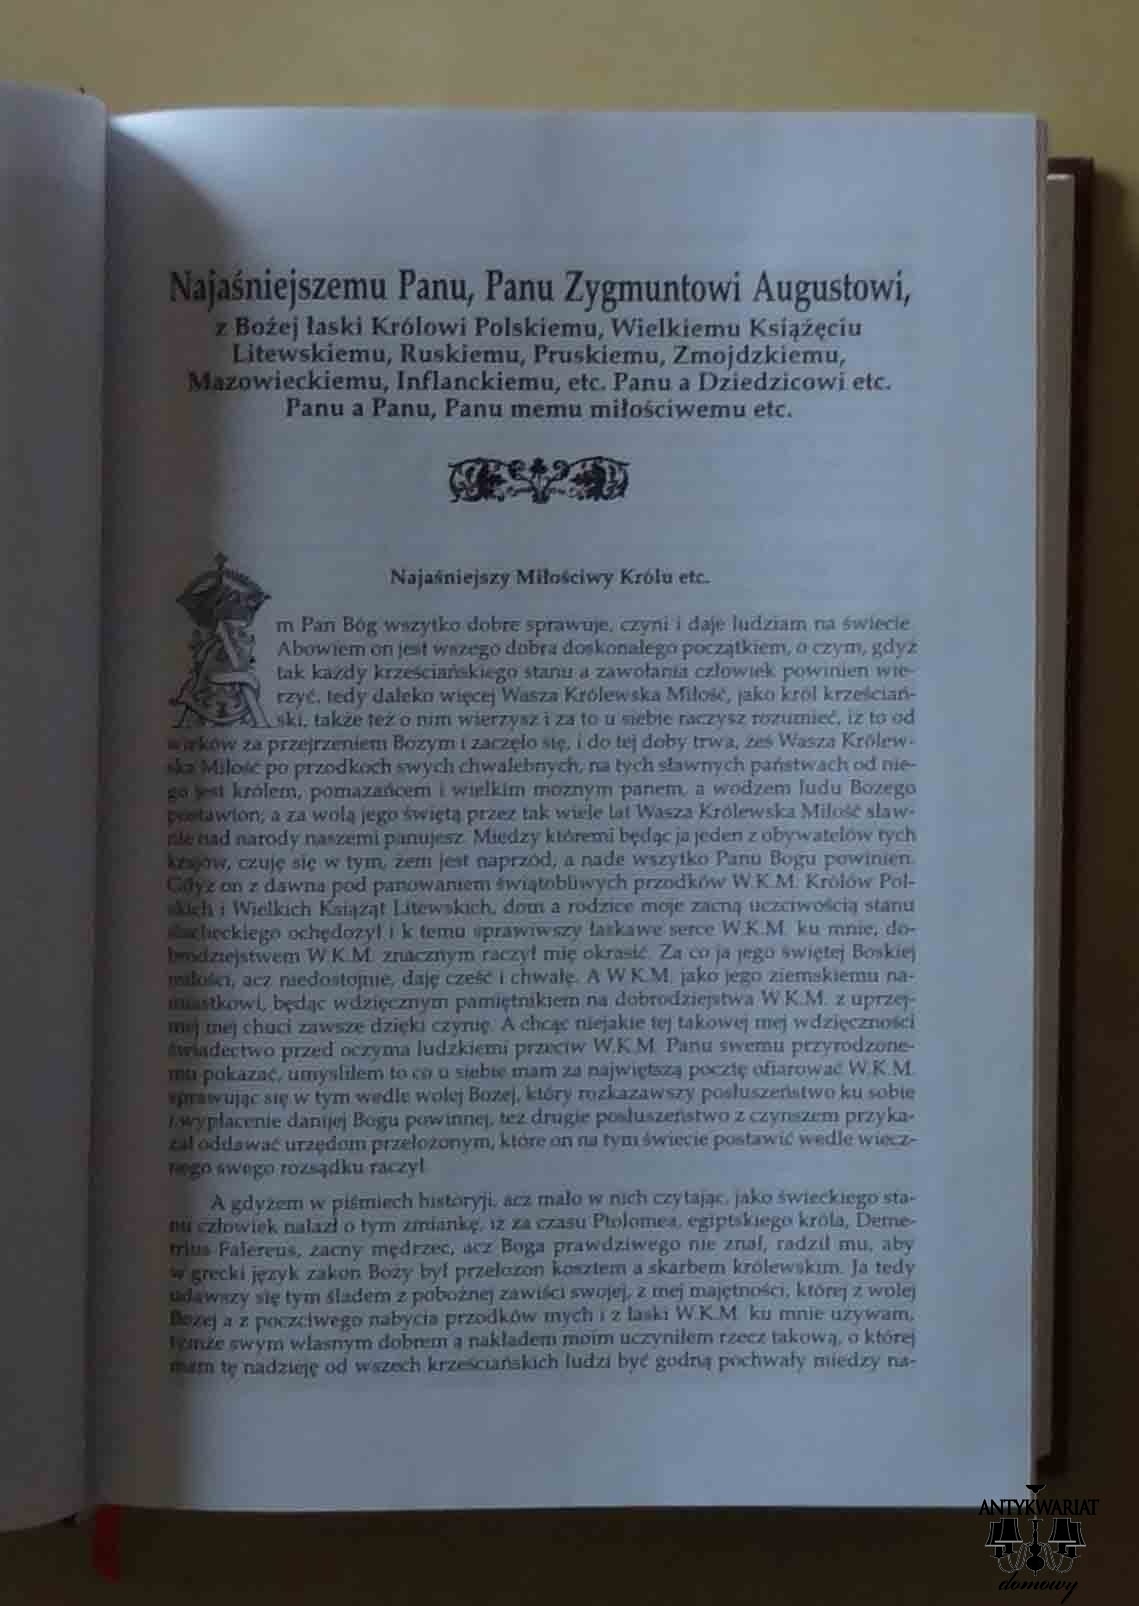 Najaśniejszemu Panu, Panu Zygmuntowi Augustowi,
z Bożej łaski Królowi Polskiemu, Wielkiemu Książęciu
Litewskiemu, Ruskiemu, Pruskiemu, Zmojdzkiemu,
Mazowieckiemu, Inflanckiemu, etc. Panu a Dziedzicowi etc.
Panu a Panu, Panu memu miłościwemu etc.
Najaśniejszy Miłościwy Królu etc.
Am Pan Bóg wszytko dobre sprawuje, czyni i daje ludziam na świecie.
Abowiem on jest wszego dobra doskonałego początkiem, o czym, gdyż
tak każdy krześciańskiego stanu a zawołania człowiek powinien wie-
rzyć, tedy daleko więcej Wasza Królewska Miłość, jako król krześciań-
ski, także też o nim wierzysz i za to u siebie raczysz rozumieć, iż to od
wieków za przejrzeniem Bożym i zaczęło się, i do tej doby trwa, żeś Wasza Królew-
ska Miłość po przodkoch swych chwalebnych, na tych sławnych państwach od nie-
go jest królem, pomazańcem i wielkim możnym panem, a wodzem ludu Bożego
postawion; a za wolą jego świętą przez tak wiele lat Wasza Królewska Miłość sław-
nie nad narody naszemi panujesz. Miedzy któremi będąc ja jeden z obywatelów tych
krajów, czuję się w tym, żem jest naprzód, a nade wszytko Panu Bogu powinien.
Gdyż on z dawna pod panowaniem świątobliwych przodków W.K.M. Królów Pol-
skich i Wielkich Książąt Litewskich, dom a rodzice moje zacną uczciwością stanu
ślacheckiego ochędożył i k temu sprawiwszy łaskawe serce W.K.M. ku mnie, do-
brodziejstwem W.K.M. znacznym raczył mię okrasić. Za co ja jego świętej Boskiej
miłości, acz niedostojnie, daję cześć i chwałę. A W.K.M. jako jego ziemskiemu na-
miastkowi, będąc wdzięcznym pamiętnikiem na dobrodziejstwa W.K.M. z uprzej-
mej mej chuci zawsze dzięki czynię. A chcąc niejakie tej takowej mej wdzięczności
świadectwo przed oczyma ludzkiemi przeciw W.K.M. Panu swemu przyrodzone-
mu pokazać, umyśliłem to co u siebie mam za najwiętszą pocztę ofiarować W.K.M.
sprawując się w tym wedle wolej Bożej, który rozkazawszy posłuszeństwo ku sobie
i wypłacenie danijej Bogu powinnej, też drugie posłuszeństwo z czynszem przyka-
zał oddawać urzędom przełożonym, które on na tym świecie postawić wedle wiecz-
nego swego rozsądku raczył.
A gdyżem w piśmiech historyji, acz mało w nich czytając, jako świeckiego sta-
nu człowiek nalazł o tym zmiankę, iż za czasu Ptolomea, egiptskiego króla, Deme-
trius Falereus, zacny mędrzec, acz Boga prawdziwego nie znał, radził mu, aby
w grecki język zakon Boży był przełożon kosztem a skarbem królewskim. Ja tedy
udawszy się tym śladem z pobożnej zawiści swojej, z mej majętności, której z wolej
Bożej a z poczciwego nabycia przodków mych i z łaski W.K.M. ku mnie używam,
tymże swym własnym dobrem a nakładem moim uczyniłem rzecz takową, o której
mam tę nadzieję od wszech krześciańskich ludzi być godną pochwały miedzy na-
ANTYKWARIAT
domowy